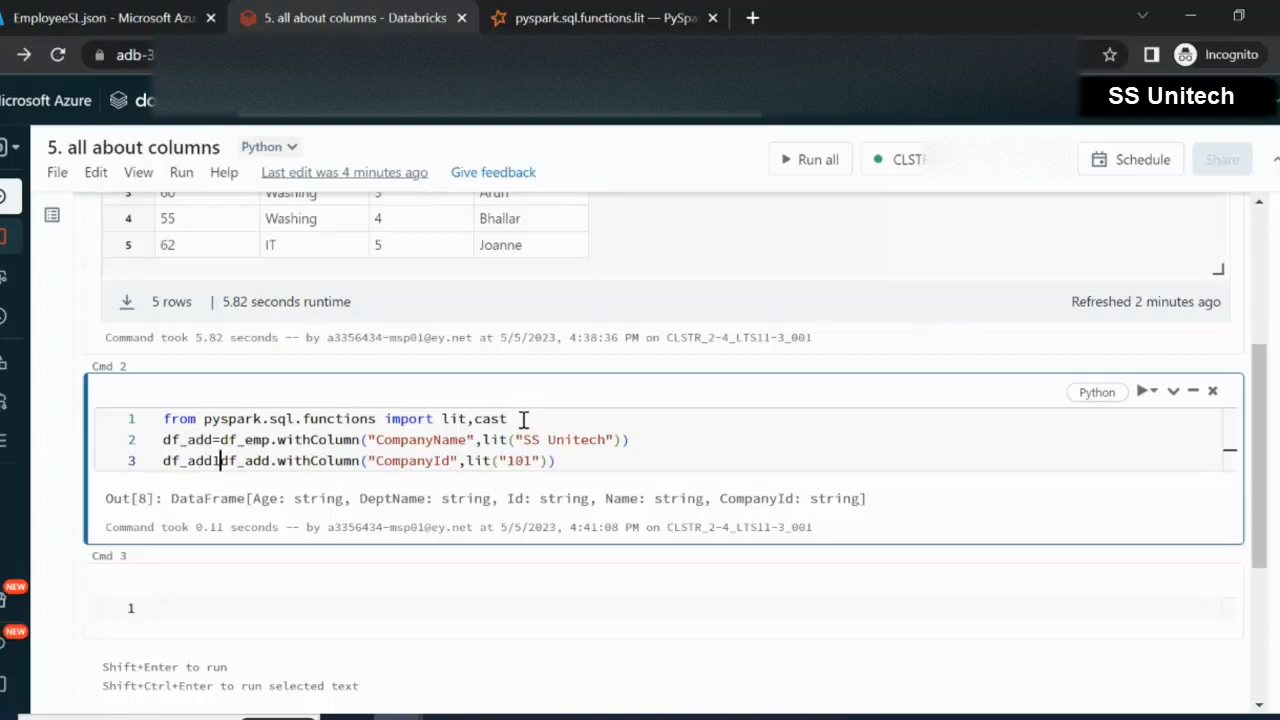 EmployeeSL.json - Microsoft Azu
5. all about columns - Databricks
pyspark.sql.functions.lit — PySpa
adb-3
Incognito
icrosoft Azure
SS Unitech
5. all about columns
Python
Run all
CLST
Schedule
Share
File
Edit
View
Run
Help
Last edit was 4 minutes ago
Give feedback
3 60 Washing 3 Arun
4 55 Washing 4 Bhallar
5 62 IT 5 Joanne
5 rows | 5.82 seconds runtime
Refreshed 2 minutes ago
Command took 5.82 seconds -- by a3356434-msp01@ey.net at 5/5/2023, 4:38:36 PM on CLSTR_2-4_LTS11-3_001
Cmd 2
Python
1 from pyspark.sql.functions import lit,cast
2 df_add=df_emp.withColumn("CompanyName",lit("SS Unitech"))
3 df_add1df_add.withColumn("CompanyId",lit("101"))
Out[8]: DataFrame[Age: string, DeptName: string, Id: string, Name: string, CompanyId: string]
Command took 0.11 seconds -- by a3356434-msp01@ey.net at 5/5/2023, 4:41:08 PM on CLSTR_2-4_LTS11-3_001
Cmd 3
NEW
1
NEW
Shift+Enter to run
Shift+Ctrl+Enter to run selected text